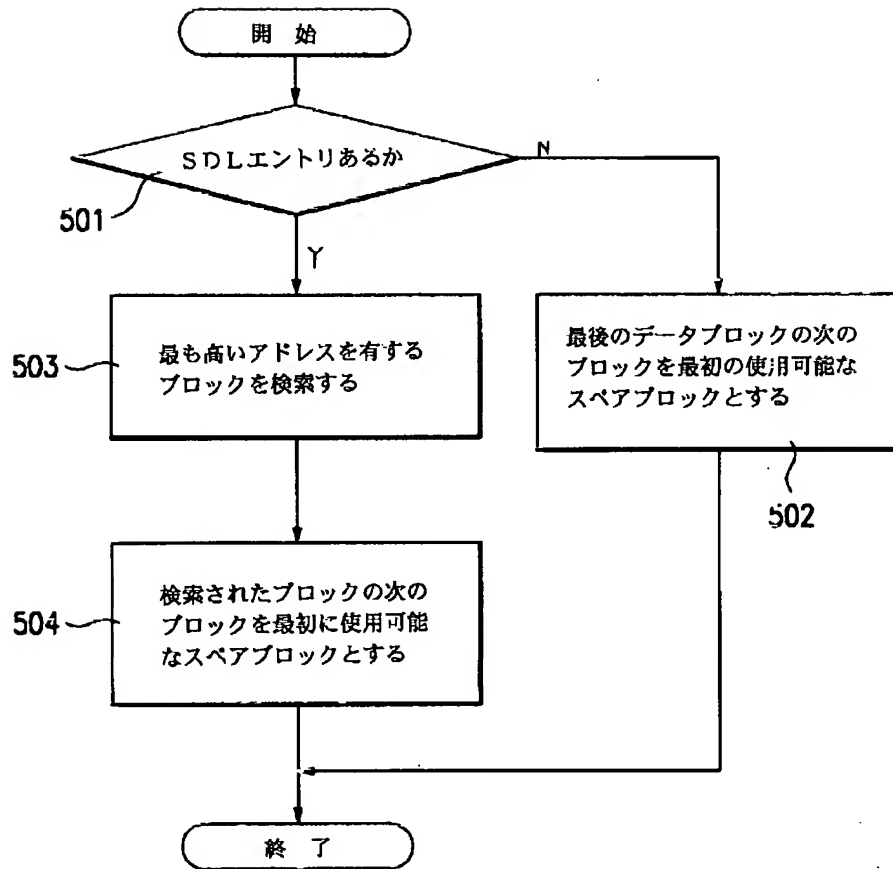 開 始
SDLエントリあるか
N
501
Y
503
最も高いアドレスを有する
ブロックを検索する
最後のデータブロックの次の
ブロックを最初の使用可能な
スペアブロックとする
502
504
検索されたブロックの次の
ブロックを最初に使用可能
なスペアブロックとする
終 了